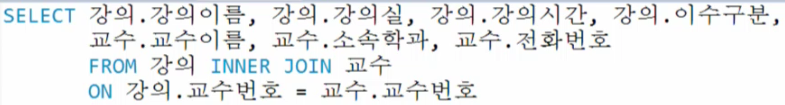 SELECT 강의.강의이름, 강의.강의실, 강의.강의시간, 강의.이수구분,
교수.교수이름, 교수.소속학과, 교수.전화번호
FROM 강의 INNER JOIN 교수
ON 강의.교수번호 = 교수.교수번호